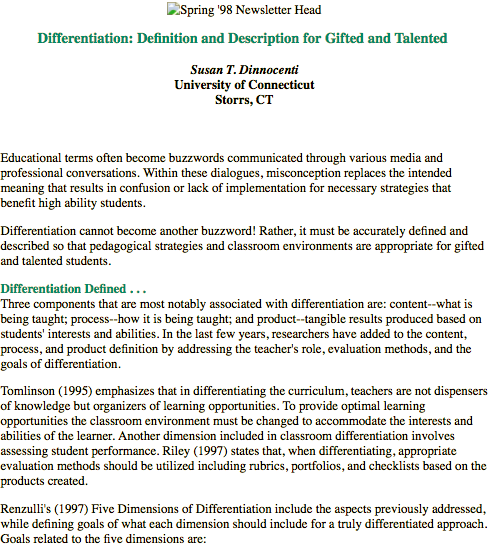 Spring '98 Newsletter Head
Differentiation: Definition and Description for Gifted and Talented
Susan T. Dinnocenti
University of Connecticut
Storrs, CT
Educational terms often become buzzwords communicated through various media and
professional conversations. Within these dialogues, misconception replaces the intended
meaning that results in confusion or lack of implementation for necessary strategies that
benefit high ability students.
Differentiation cannot become another buzzword! Rather, it must be accurately defined and
described so that pedagogical strategies and classroom environments are appropriate for gifted
and talented students.
Differentiation Defined . . .
Three components that are most notably associated with differentiation are: content--what is
being taught; process--how it is being taught; and product--tangible results produced based on
students' interests and abilities. In the last few years, researchers have added to the content,
process, and product definition by addressing the teacher's role, evaluation methods, and the
goals of differentiation.
Tomlinson (1995) emphasizes that in differentiating the curriculum, teachers are not dispensers
of knowledge but organizers of learning opportunities. To provide optimal learning
opportunities the classroom environment must be changed to accommodate the interests and
abilities of the learner. Another dimension included in classroom differentiation involves
assessing student performance. Riley (1997) states that, when differentiating, appropriate
evaluation methods should be utilized including rubrics, portfolios, and checklists based on the
products created.
Renzulli's (1997) Five Dimensions of Differentiation include the aspects previously addressed,
while defining goals of what each dimension should include for a truly differentiated approach.
Goals related to the five dimensions are: